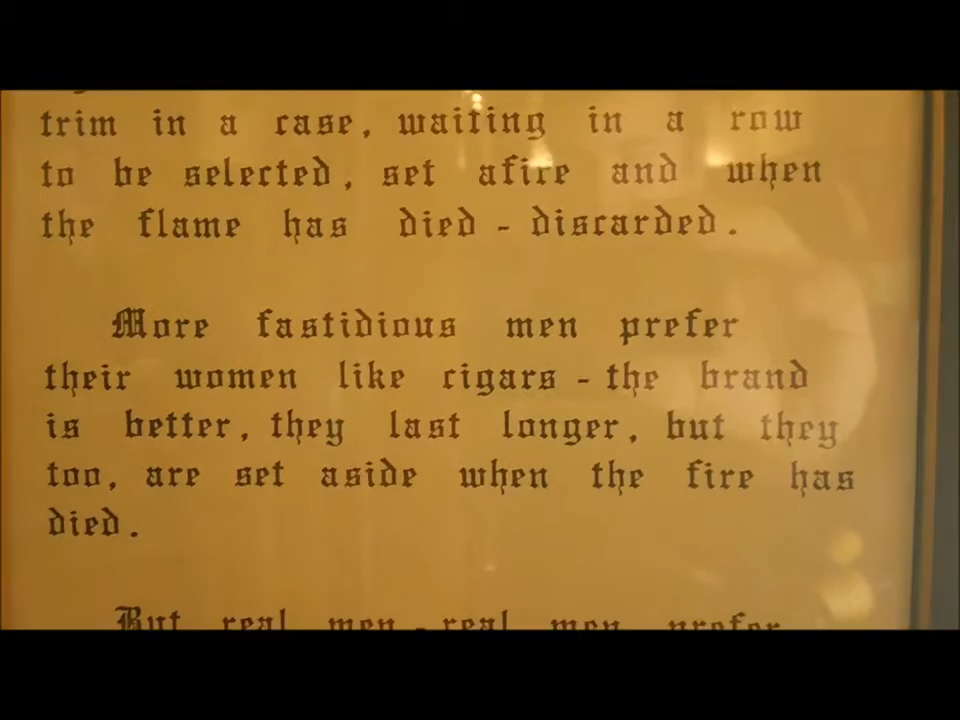 trim in a case, waiting in a row
to be selected, set afire and when
the flame has died - discarded.
More fastidious men prefer
their women like cigars - the brand
is better, they last longer, but they
too, are set aside when the fire has
died.
But real men - real men prefer